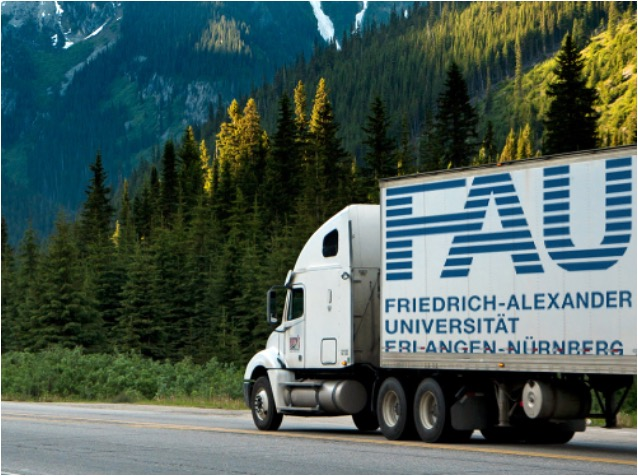 FAU
FRIEDRICH-ALEXANDER
UNIVERSITÄT
ERLANGEN-NÜRNBERG